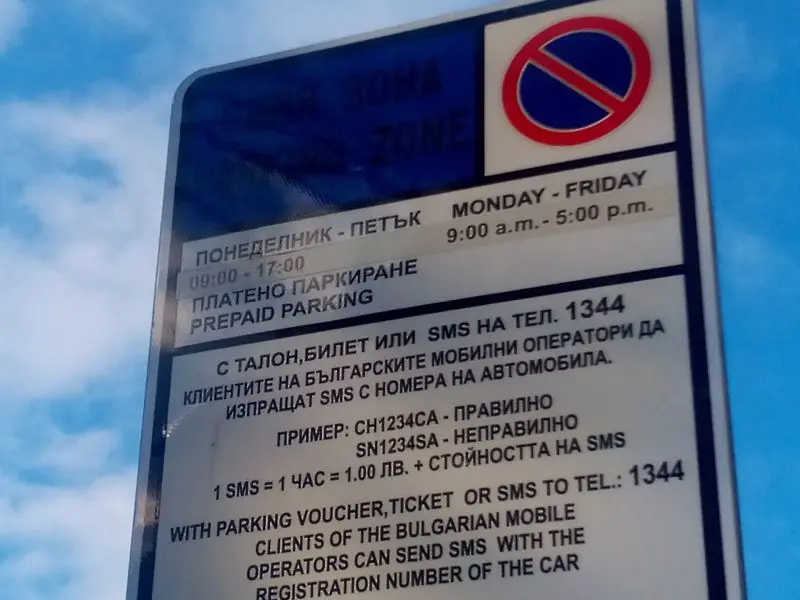 ЗОНА
ZONE
ПОНЕДЕЛНИК - ПЕТЪК MONDAY - FRIDAY
09:00 - 17:00 9:00 a.m. - 5:00 p.m.
ПЛАТЕНО ПАРКИРАНЕ
PREPAID PARKING
С ТАЛОН,БИЛЕТ ИЛИ SMS НА ТЕЛ. 1344
КЛИЕНТИТЕ НА БЪЛГАРСКИТЕ МОБИЛНИ ОПЕРАТОРИ ДА
ИЗПРАЩАТ SMS С НОМЕРА НА АВТОМОБИЛА.
ПРИМЕР: CH1234CA - ПРАВИЛНО
SN1234SA - НЕПРАВИЛНО
1 SMS = 1 ЧАС = 1.00 ЛВ. + СТОЙНОСТТА НА SMS
WITH PARKING VOUCHER,TICKET OR SMS TO TEL.: 1344
CLIENTS OF THE BULGARIAN MOBILE
OPERATORS CAN SEND SMS WITH THE
REGISTRATION NUMBER OF THE CAR